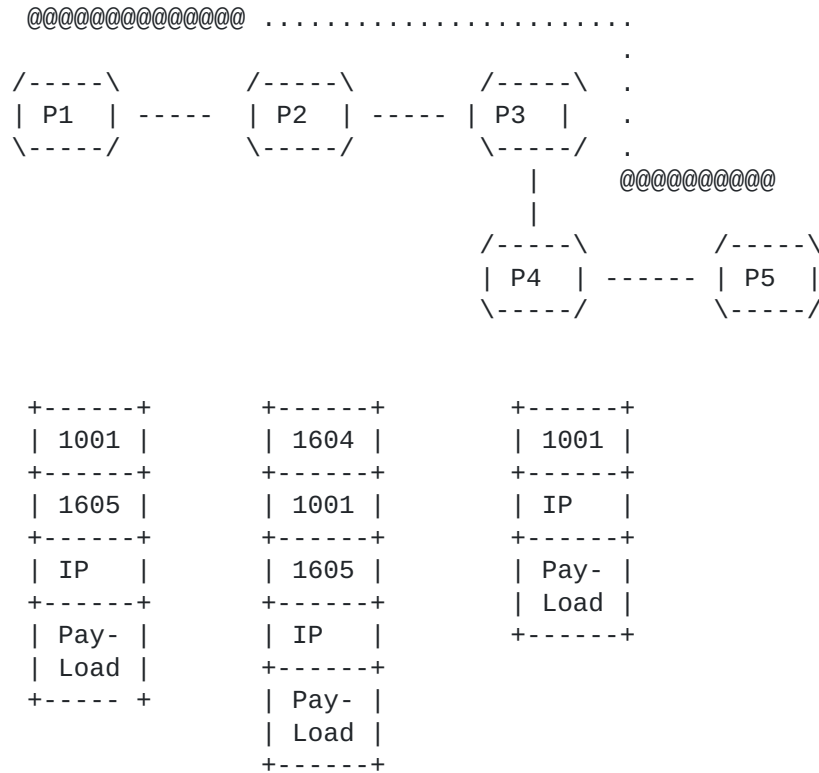 @@@@@@@@@@@@@@ ........................
.
/-----\ /-----\ /-----\ .
| P1 | ----- | P2 | ----- | P3 | .
\-----/ \-----/ \-----/ .
| @@@@@@@@@@
|
/-----\ /-----\
| P4 | ------ | P5 |
\-----/ \-----/
+------+ +------+ +------+
| 1001 | | 1604 | | 1001 |
+------+ +------+ +------+
| 1605 | | 1001 | | IP |
+------+ +------+ +------+
| IP | | 1605 | | Pay- |
+------+ +------+ | Load |
| Pay- | | IP | +------+
| Load | +------+
+----- + | Pay- |
| Load |
+------+